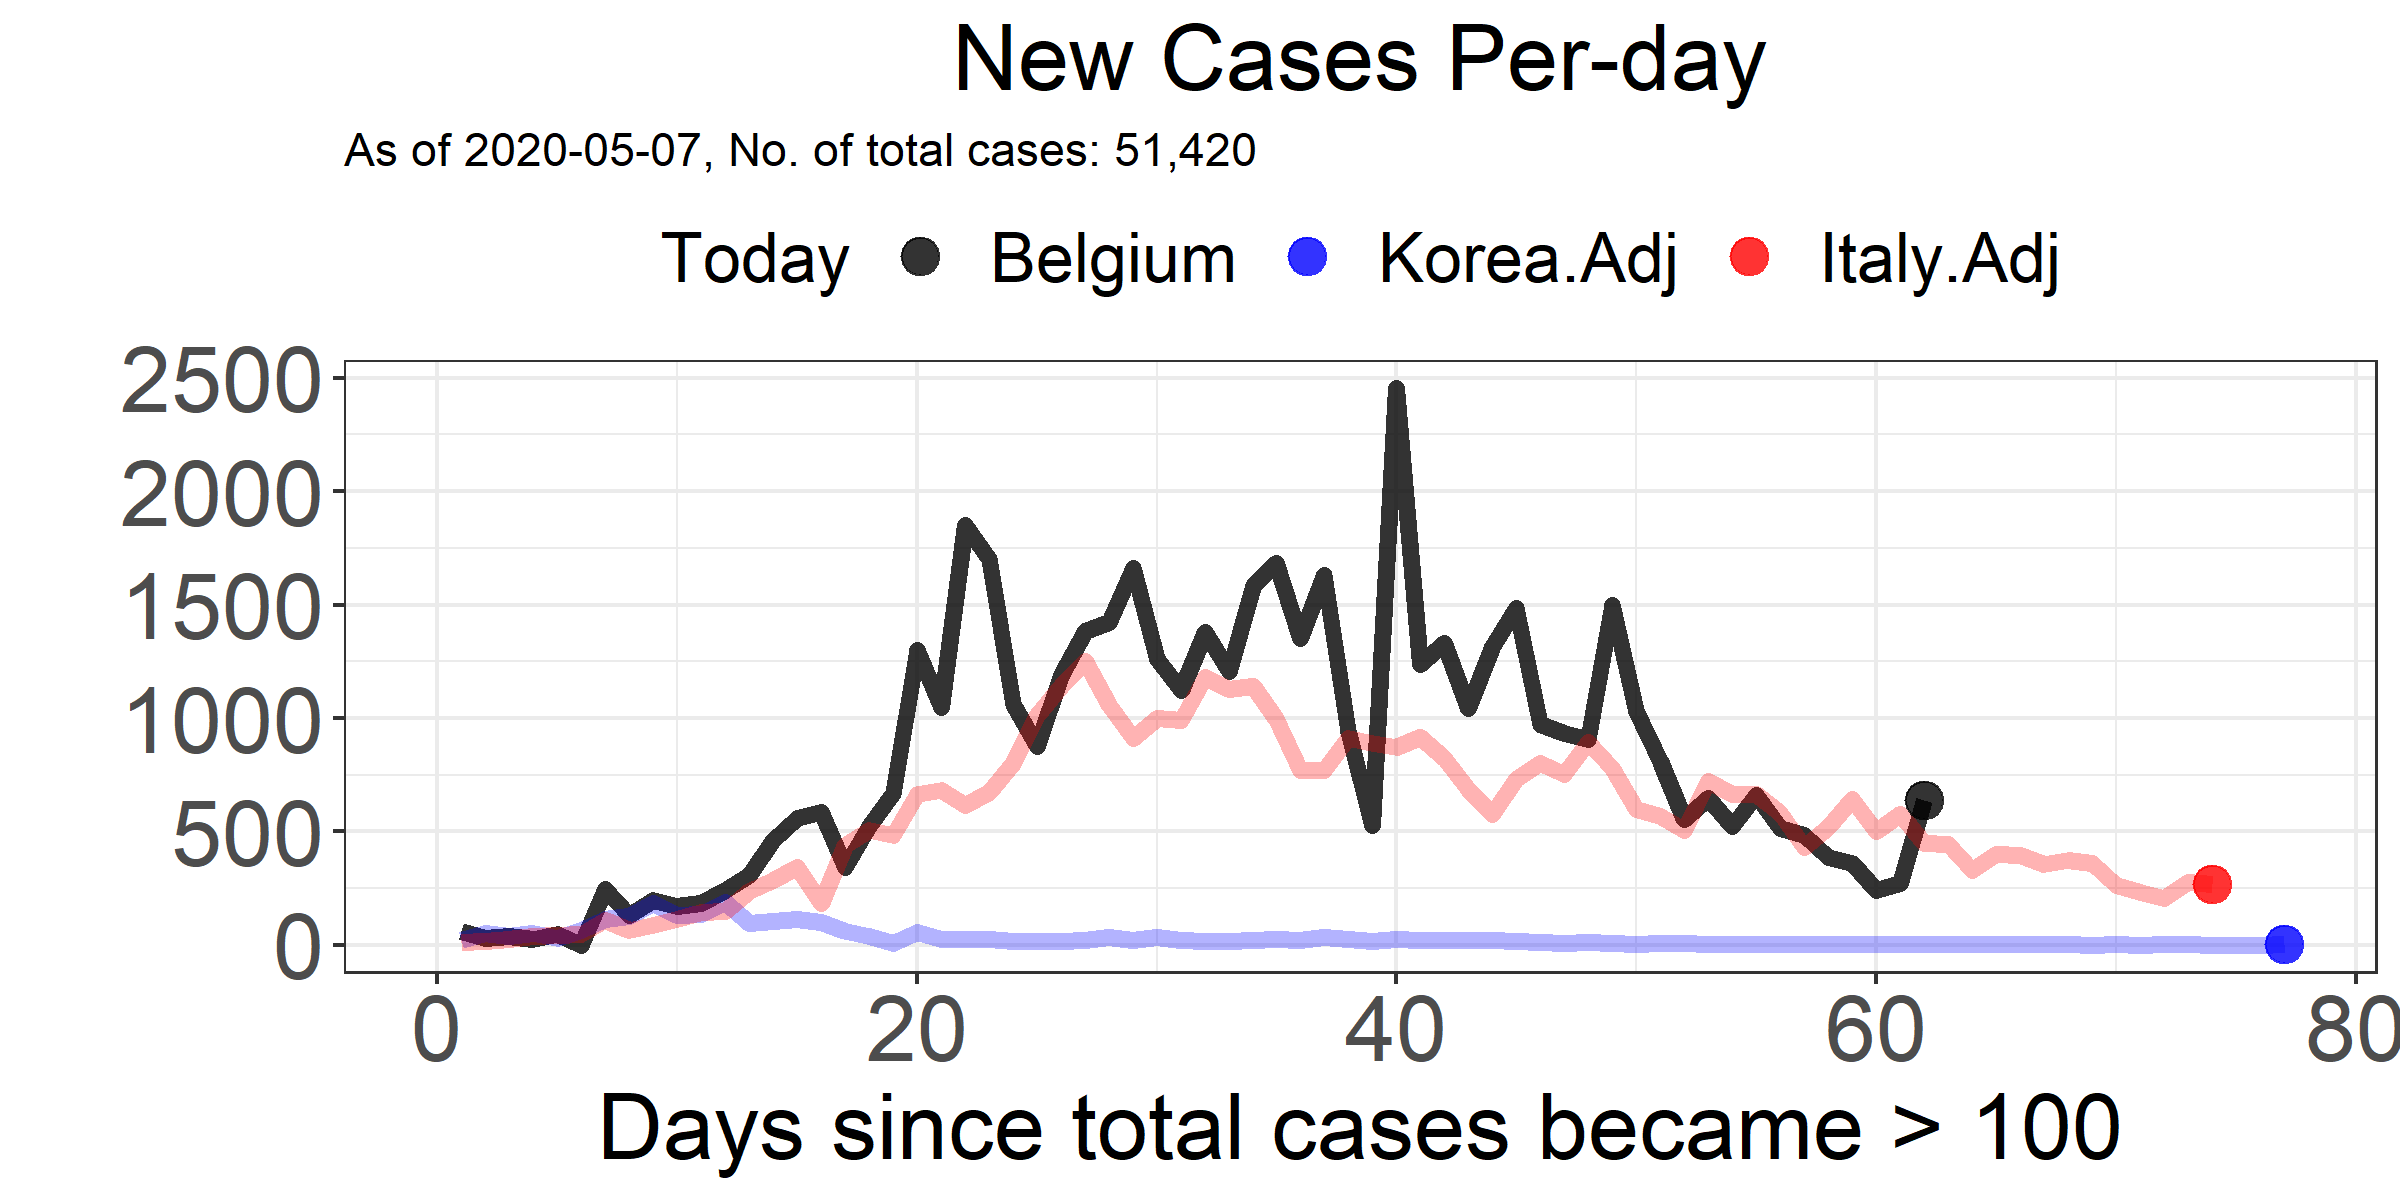 New Cases Per-day
As of 2020-05-07, No. of total cases: 51,420
Today Belgium Korea.Adj Italy.Adj
2500
2000
1500
1000
500
0
0 20 40 60 80
Days since total cases became > 100